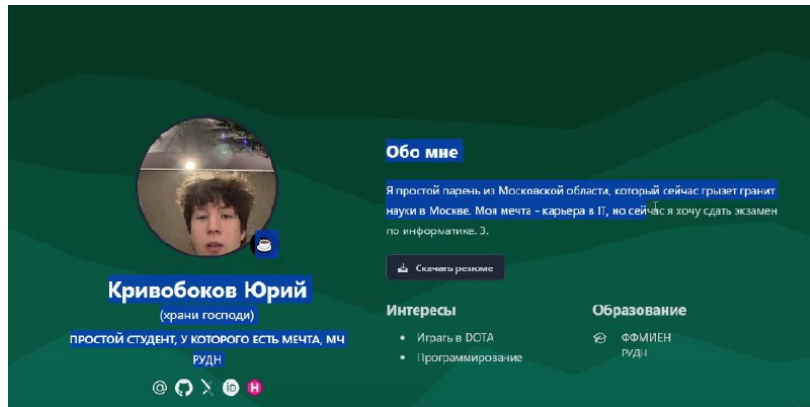 Обо мне
Я простой парень из Московской области, который сейчас грызет гранит
науки в Москве. Моя мечта - карьера в IT, но сейчас я хочу сдать экзамен
по информатике. 3.
Скачать резюме
Кривобоков Юрий
(храни господи)
ПРОСТОЙ СТУДЕНТ, У КОТОРОГО ЕСТЬ МЕЧТА, МЧ
РУДН
Интересы
Играть в DOTA
Программирование
Образование
ФФМИЕН
РУДН